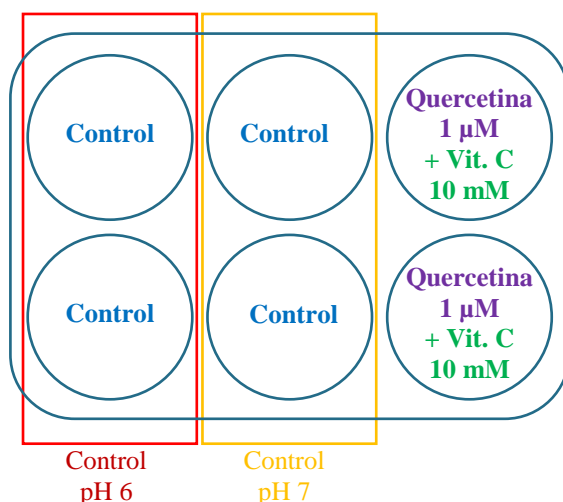 Control
Control
Quercetina
1 µM
+ Vit. C
10 mM
Control
Control
Quercetina
1 µM
+ Vit. C
10 mM
Control
pH 6
Control
pH 7